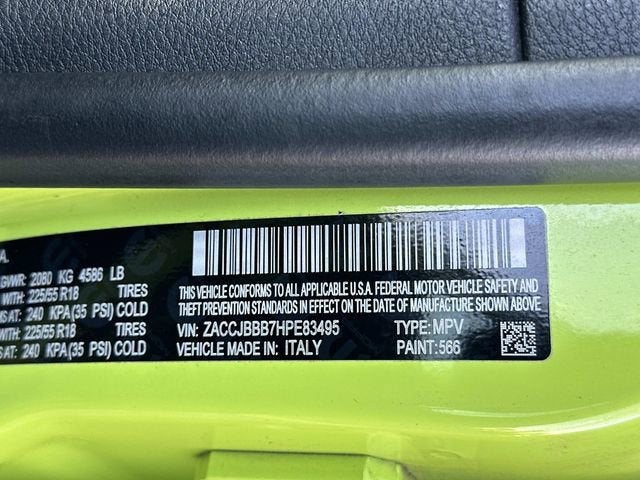 A.
GVWR: 2080 KG 4586 LB
WITH: 225/55 R18 TIRES
AT: 240 KPA(35 PSI) COLD
WITH: 225/55 R18 TIRES
AT: 240 KPA(35 PSI) COLD
THIS VEHICLE CONFORMS TO ALL APPLICABLE U.S.A. FEDERAL MOTOR VEHICLE SAFETY AND
THEFT PREVENTION STANDARDS IN EFFECT ON THE DATE OF MANUFACTURE SHOWN ABOVE.
VIN: ZACCJBBB7HPE83495 TYPE: MPV
VEHICLE MADE IN: ITALY PAINT: 566